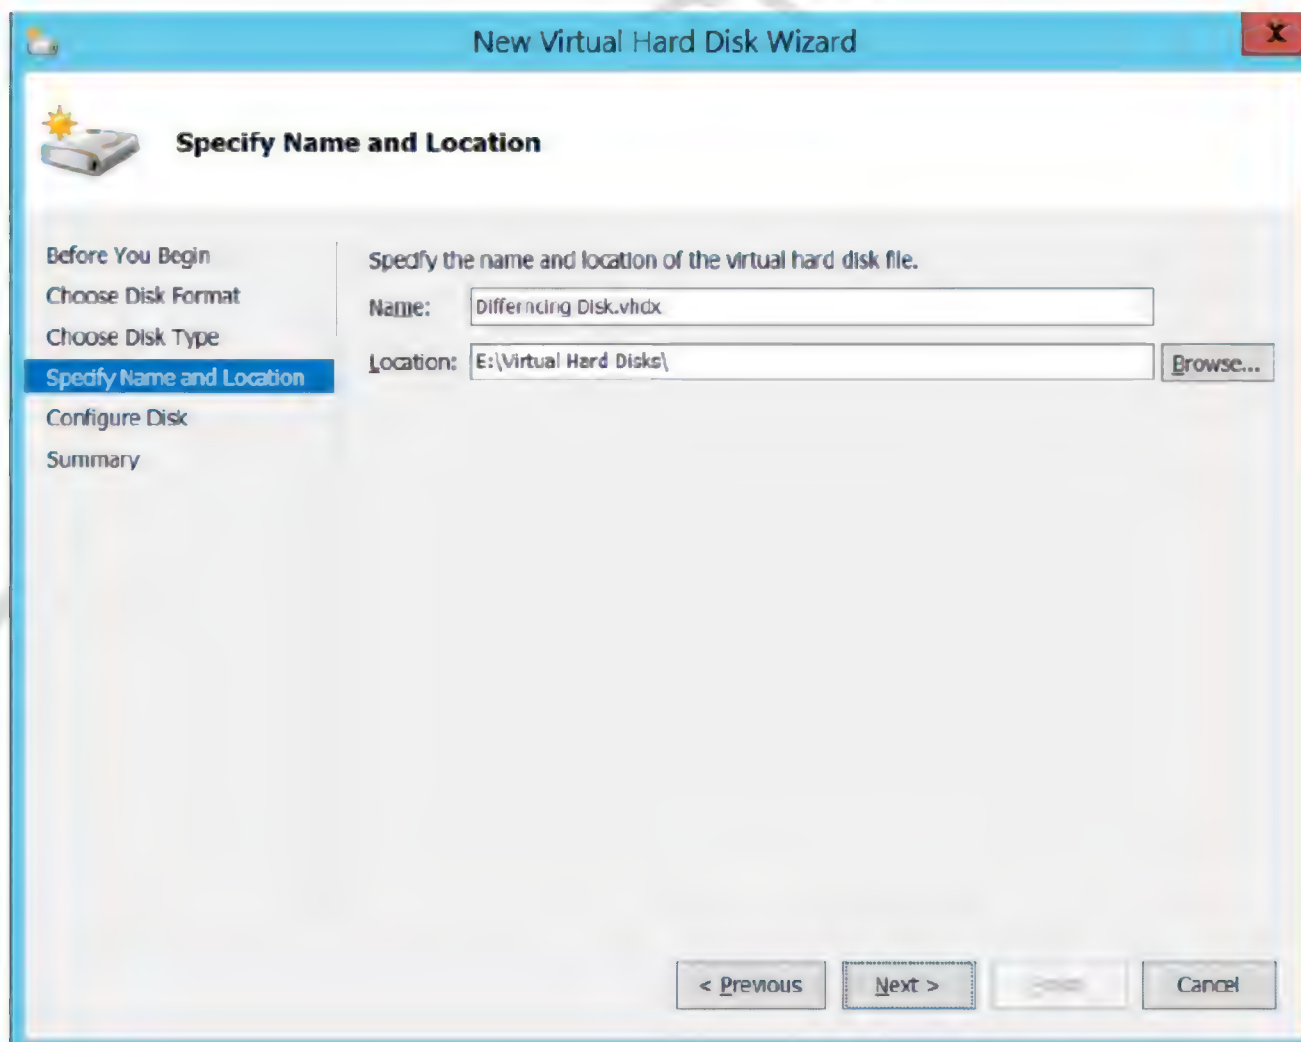 New Virtual Hard Disk Wizard
X
Specify Name and Location
Before You Begin
Choose Disk Format
Choose Disk Type
Specify Name and Location
Configure Disk
Summary
Specify the name and location of the virtual hard disk file.
Name: Differncing Disk.vhdx
Location: E:\Virtual Hard Disks\ Browse...
< Previous Next > Cancel